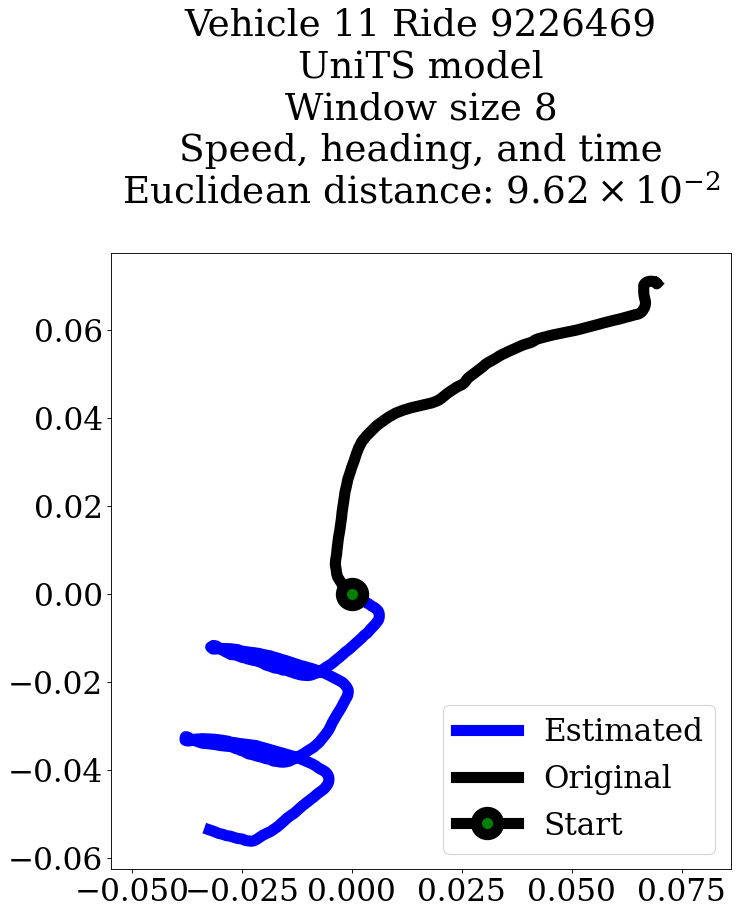 Vehicle 11 Ride 9226469
UniTS model
Window size 8
Speed, heading, and time
Euclidean distance: 9.62 × 10⁻²
0.06
0.04
0.02
0.00
−0.02
−0.04
−0.06
Estimated
Original
Start
−0.050 −0.025 0.000 0.025 0.050 0.075